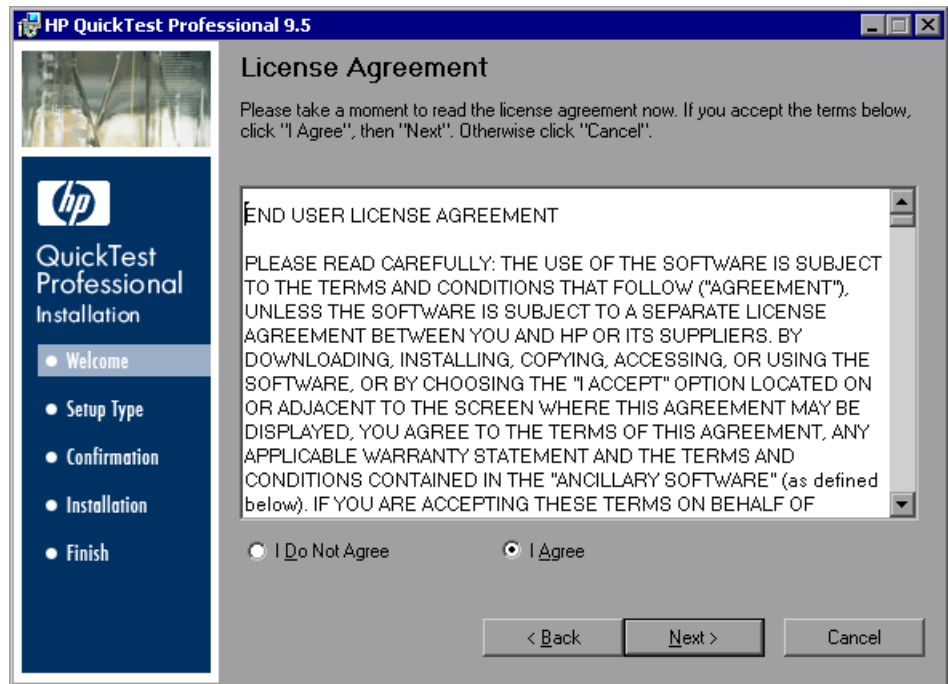 HP QuickTest Profes
sional 9.5
License Agreement
Please take a moment to read the license agreement now. If you accept the terms below,
click "I Agree", then "Next". Otherwise click "Cancel".
hp
QuickTest
Professional
Installation
Welcome
Setup Type
Confirmation
Installation
Finish
END USER LICENSE AGREEMENT
PLEASE READ CAREFULLY: THE USE OF THE SOFTWARE IS SUBJECT
TO THE TERMS AND CONDITIONS THAT FOLLOW ("AGREEMENT"),
UNLESS THE SOFTWARE IS SUBJECT TO A SEPARATE LICENSE
AGREEMENT BETWEEN YOU AND HP OR ITS SUPPLIERS. BY
DOWNLOADING, INSTALLING, COPYING, ACCESSING, OR USING THE
SOFTWARE, OR BY CHOOSING THE "I ACCEPT" OPTION LOCATED ON
OR ADJACENT TO THE SCREEN WHERE THIS AGREEMENT MAY BE
DISPLAYED, YOU AGREE TO THE TERMS OF THIS AGREEMENT, ANY
APPLICABLE WARRANTY STATEMENT AND THE TERMS AND
CONDITIONS CONTAINED IN THE "ANCILLARY SOFTWARE" (as defined
below). IF YOU ARE ACCEPTING THESE TERMS ON BEHALF OF
I Do Not Agree
I Agree
< Back
Next >
Cancel